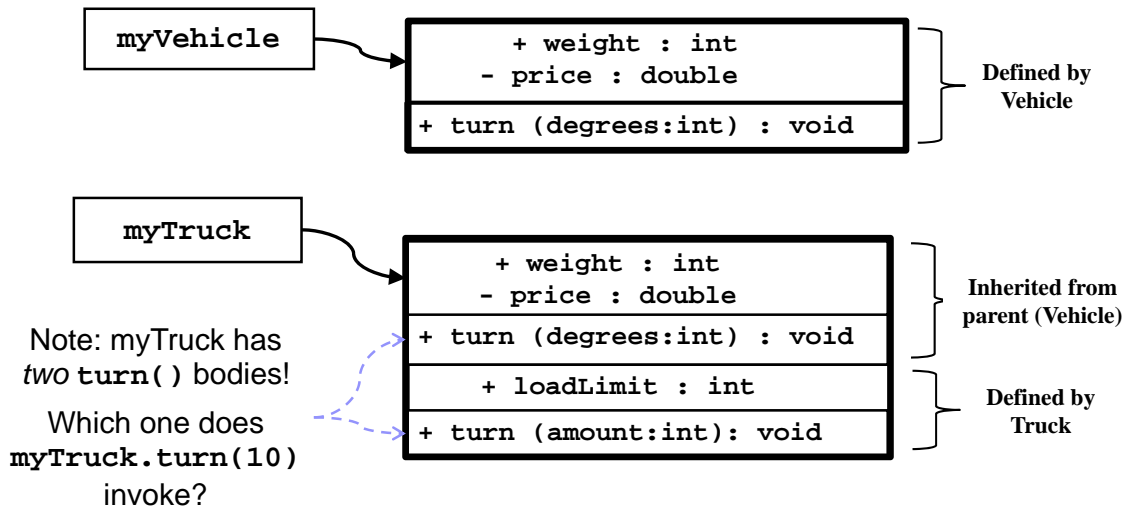 myVehicle
+ weight : int
- price : double
+ turn (degrees:int) : void
Defined by
Vehicle
myTruck
+ weight : int
- price : double
+ turn (degrees:int) : void
Inherited from
parent (Vehicle)
+ loadLimit : int
+ turn (amount:int): void
Defined by
Truck
Note: myTruck has
two turn() bodies!
Which one does
myTruck.turn(10)
invoke?